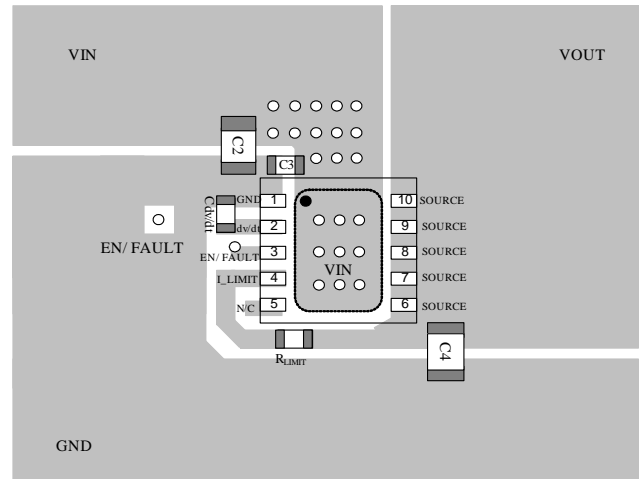 VIN
VOUT
C2
C3
Cdv/dt
GND 1
10 SOURCE
dv/dt 2
9 SOURCE
EN/ FAULT
EN/ FAULT 3
8 SOURCE
VIN
I_LIMIT 4
7 SOURCE
N/C 5
6 SOURCE
RLIMIT
C4
GND